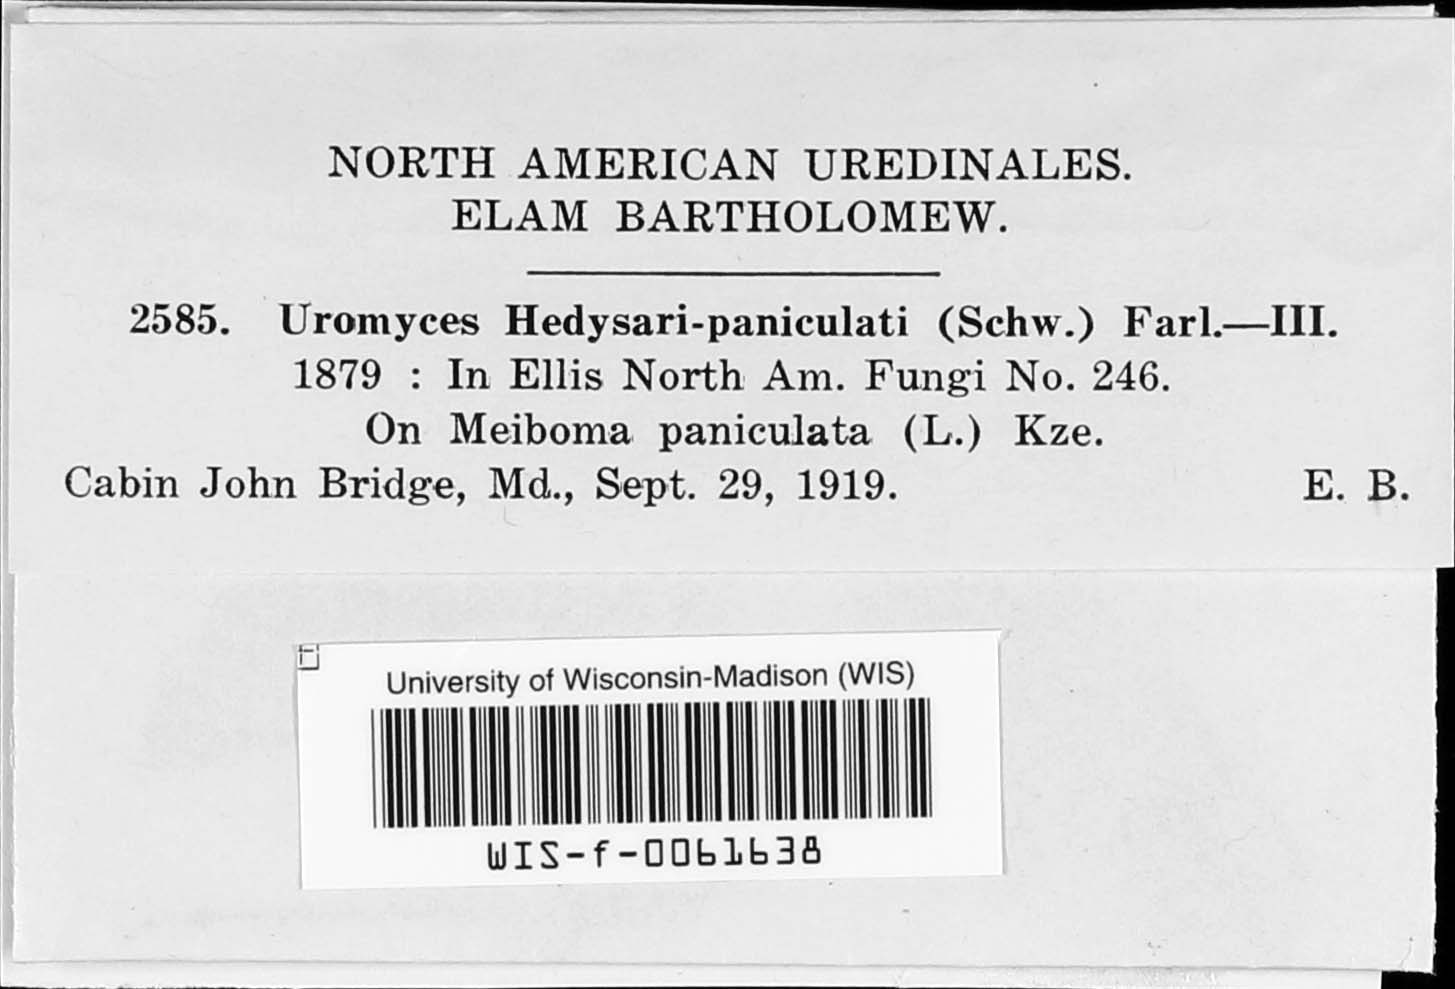 NORTH AMERICAN UREDINALES.
ELAM BARTHOLOMEW.
2585. Uromyces Hedysari-paniculati (Schw.) Farl.—III.
1879 : In Ellis North Am. Fungi No. 246.
On Meiboma paniculata (L.) Kze.
Cabin John Bridge, Md., Sept. 29, 1919. E. B.
University of Wisconsin-Madison (WIS)
WIS-f-0061638